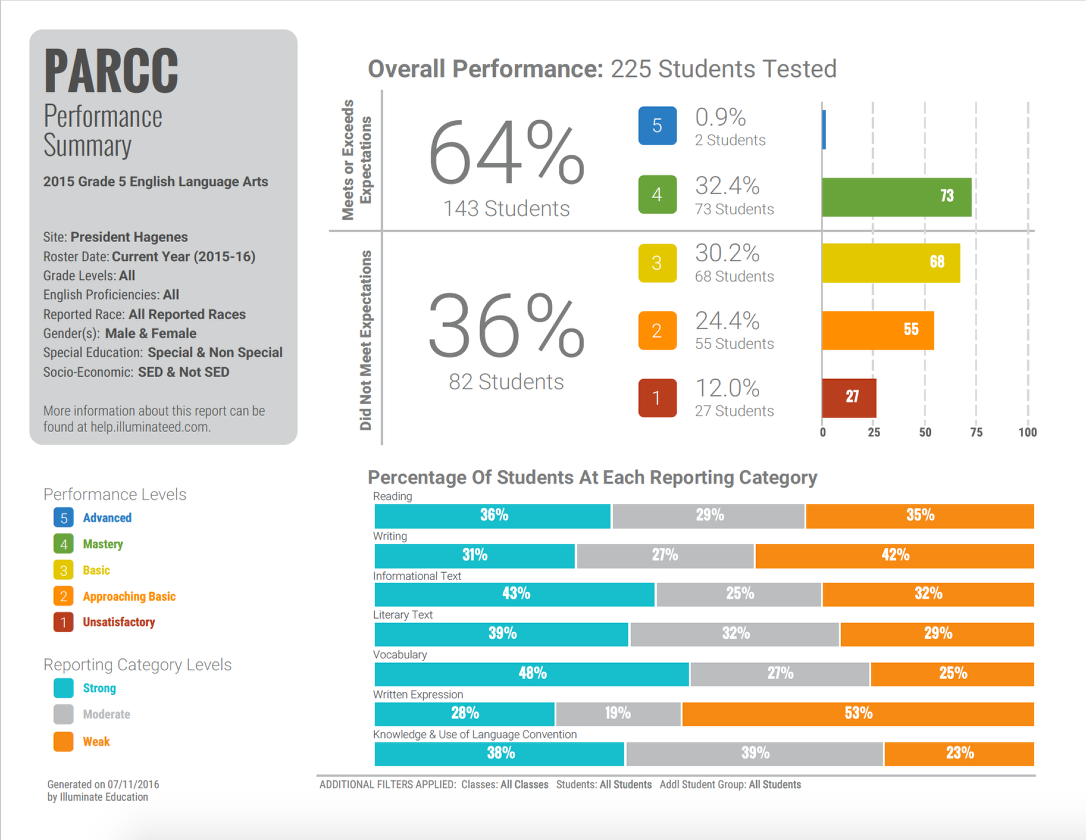 PARCC
Performance
Summary
2015 Grade 5 English Language Arts
Site: President Hagenes
Roster Date: Current Year (2015-16)
Grade Levels: All
English Proficiencies: All
Reported Race: All Reported Races
Gender(s): Male & Female
Special Education: Special & Non Special
Socio-Economic: SED & Not SED
More information about this report can be
found at help.illuminateed.com.
Performance Levels
5 Advanced
4 Mastery
3 Basic
2 Approaching Basic
1 Unsatisfactory
Reporting Category Levels
Strong
Moderate
Weak
Generated on 07/11/2016
by Illuminate Education
Overall Performance: 225 Students Tested
Meets or Exceeds
Expectations
64%
143 Students
5 0.9%
2 Students
4 32.4%
73 Students
73
Did Not Meet Expectations
36%
82 Students
3 30.2%
68 Students
68
2 24.4%
55 Students
55
1 12.0%
27 Students
27
0 25 50 75 100
Percentage Of Students At Each Reporting Category
Reading
36% 29% 35%
Writing
31% 27% 42%
Informational Text
43% 25% 32%
Literary Text
39% 32% 29%
Vocabulary
48% 27% 25%
Written Expression
28% 19% 53%
Knowledge & Use of Language Convention
38% 39% 23%
ADDITIONAL FILTERS APPLIED: Classes: All Classes Students: All Students Addl Student Group: All Students